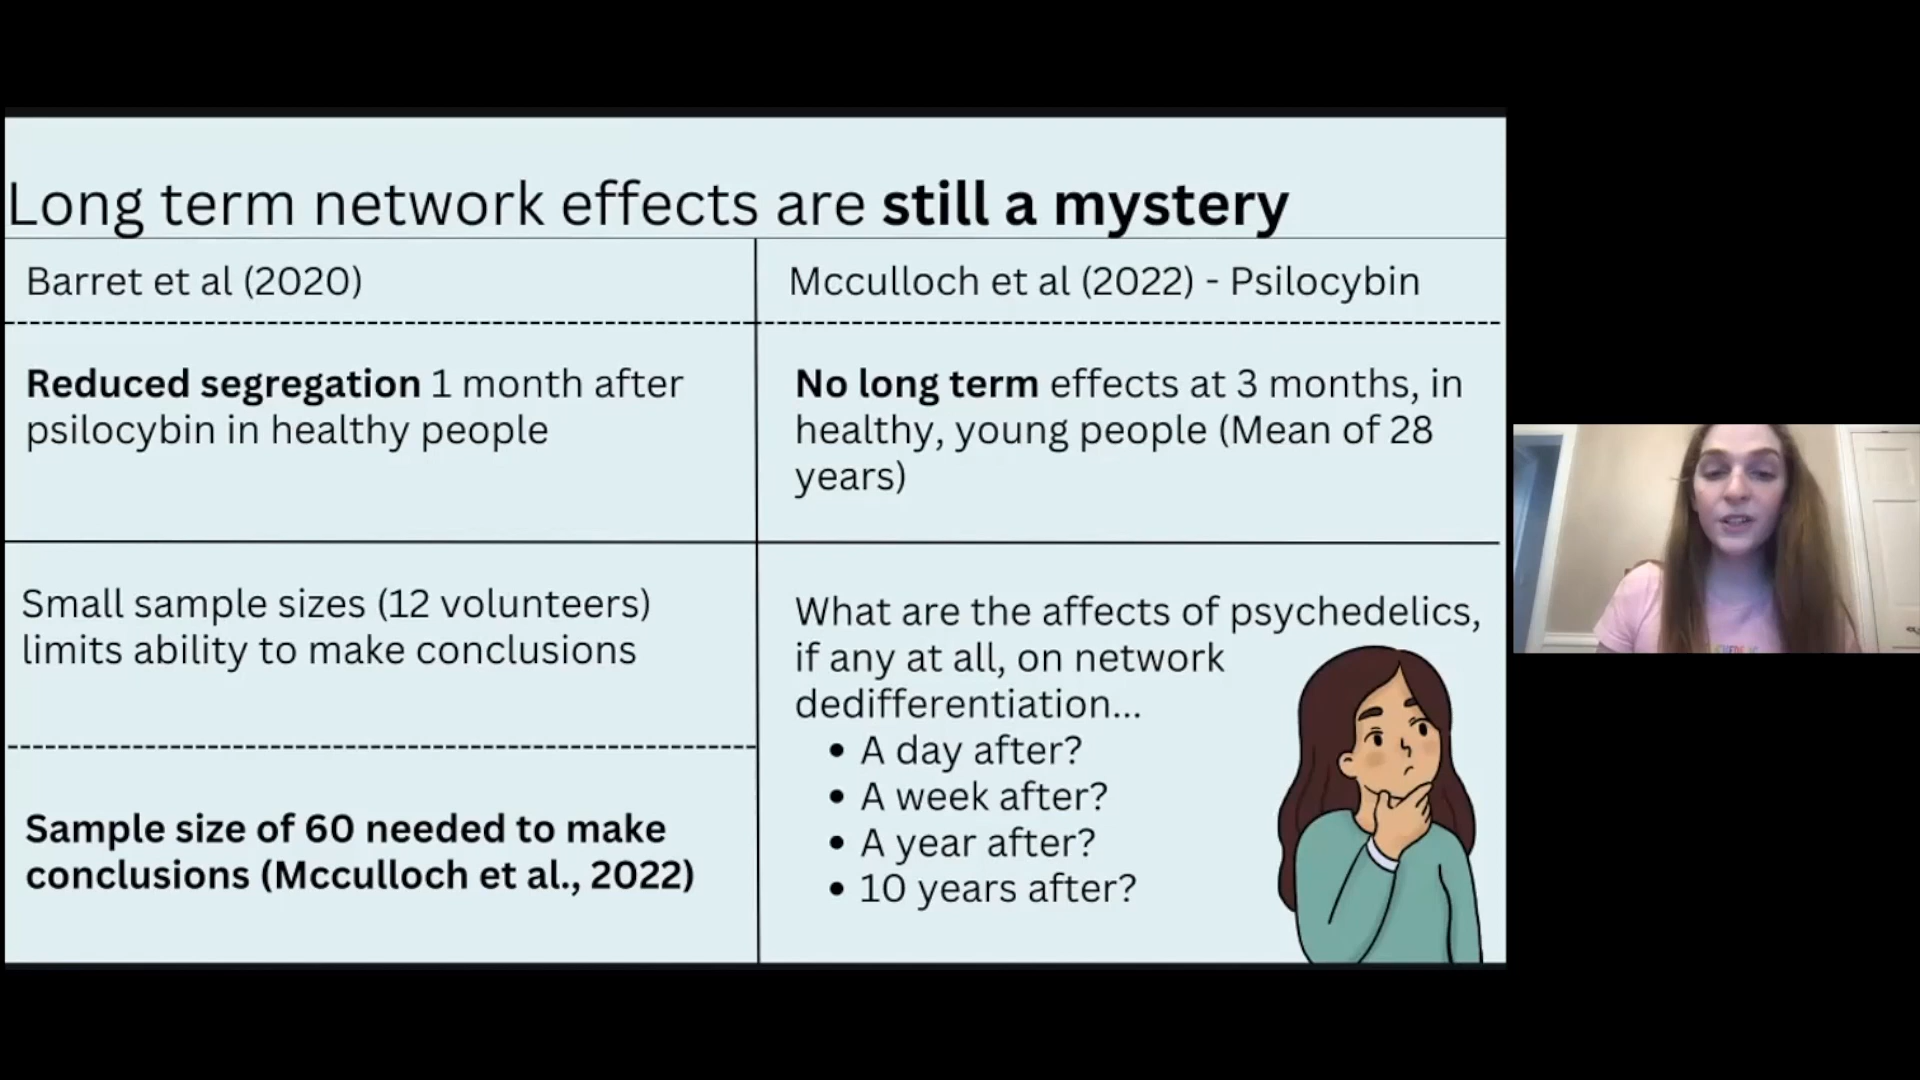 Long term network effects are still a mystery
Barret et al (2020)
Mcculloch et al (2022) - Psilocybin
Reduced segregation 1 month after
psilocybin in healthy people
No long term effects at 3 months, in
healthy, young people (Mean of 28
years)
Small sample sizes (12 volunteers)
limits ability to make conclusions
Sample size of 60 needed to make
conclusions (Mcculloch et al., 2022)
What are the affects of psychedelics,
if any at all, on network
dedifferentiation...
• A day after?
• A week after?
• A year after?
• 10 years after?